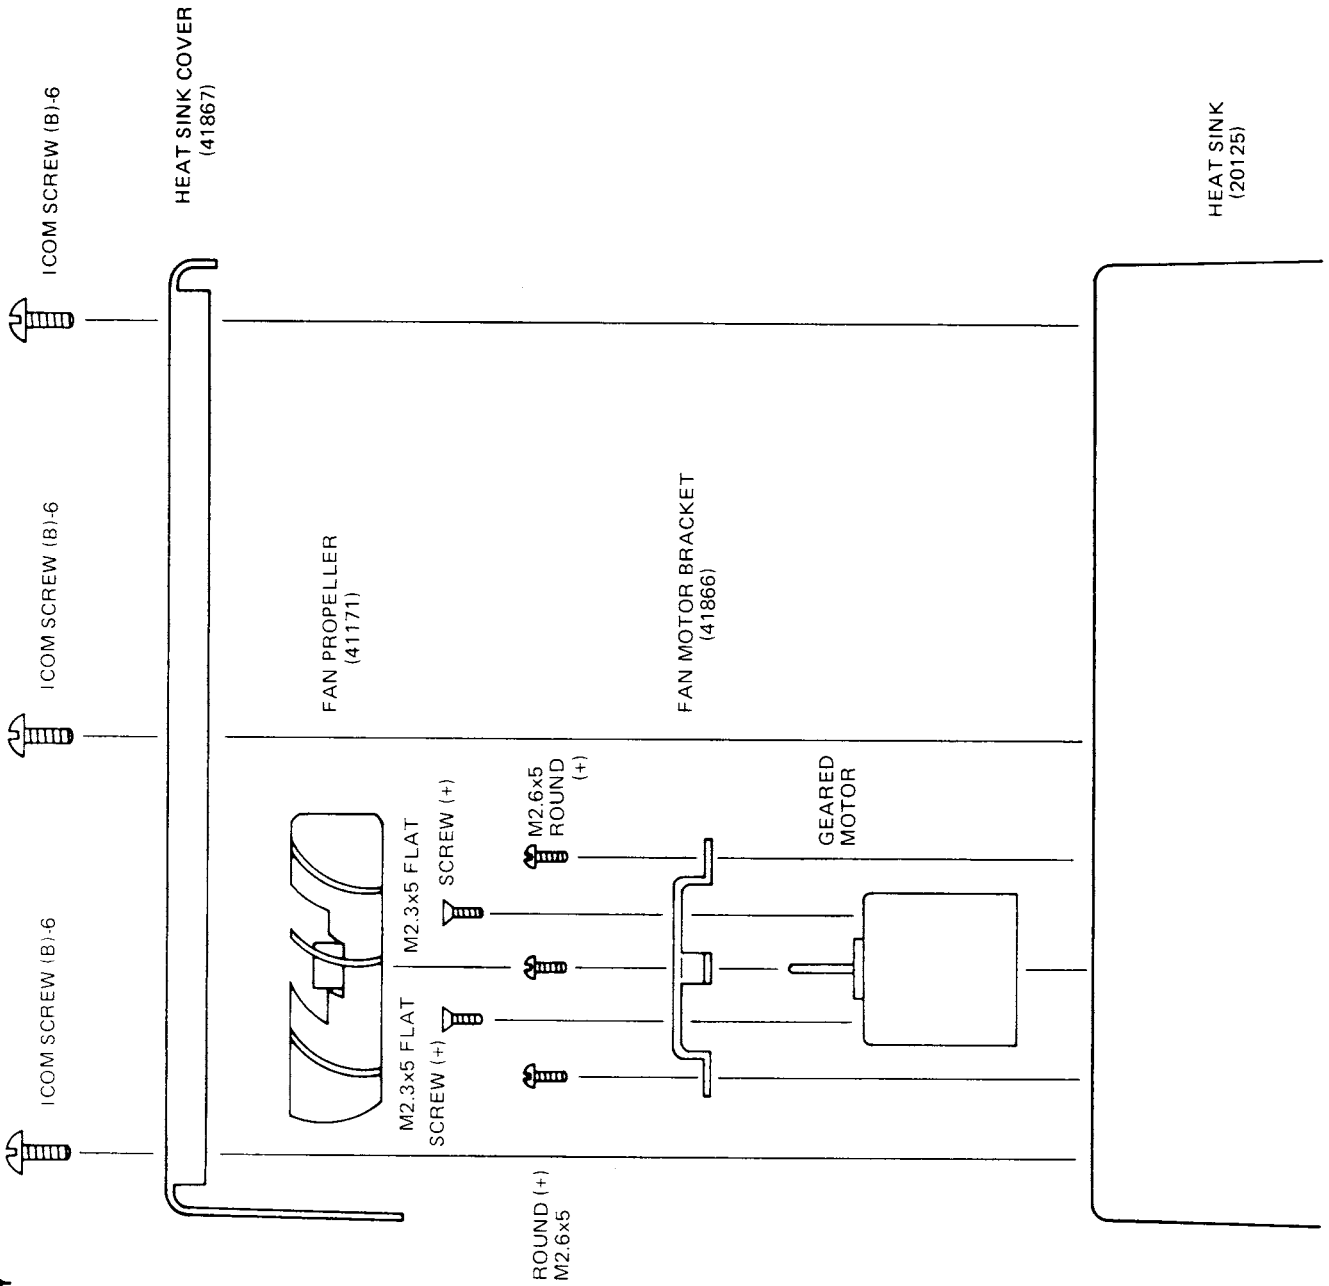 ICOM SCREW (B)-6
ICOM SCREW (B)-6
ICOM SCREW (B)-6
HEAT SINK COVER
(41867)
FAN PROPELLER
(41171)
M2.3x5 FLAT
SCREW (+)
M2.3x5 FLAT
SCREW (+)
ROUND (+)
M2.6x5
M2.6x5
ROUND
(+)
FAN MOTOR BRACKET
(41866)
GEARED
MOTOR
HEAT SINK
(20125)
Y